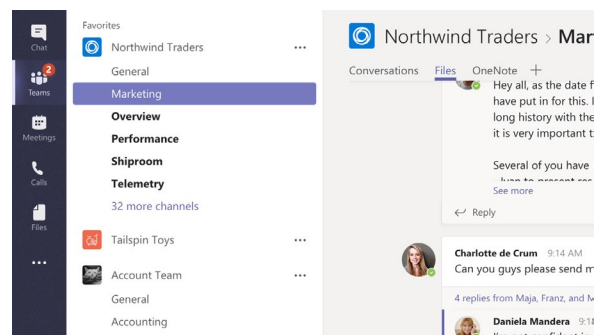 Chat
2
Teams
Meetings
Calls
Files
Favorites
Northwind Traders
General
Marketing
Overview
Performance
Shiproom
Telemetry
32 more channels
Tailspin Toys
Account Team
General
Accounting
Northwind Traders > Mar
Conversations Files OneNote +
Hey all, as the date f
have put in for this. I
long history with the
it is very important t
Several of you have
See more
Reply
Charlotte de Crum 9:14 AM
Can you guys please send m
4 replies from Maja, Franz, and M
Daniela Mandera 9:18